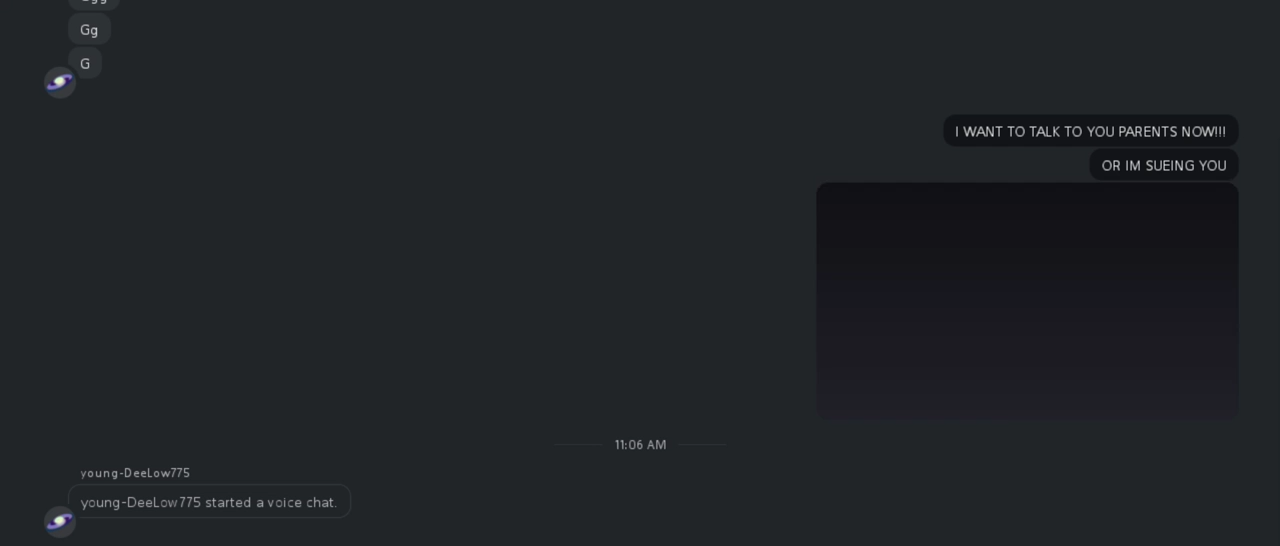 Gg
G
I WANT TO TALK TO YOU PARENTS NOW!!!
OR IM SUEING YOU
11:06 AM
young-DeeLow775
young-DeeLow775 started a voice chat.